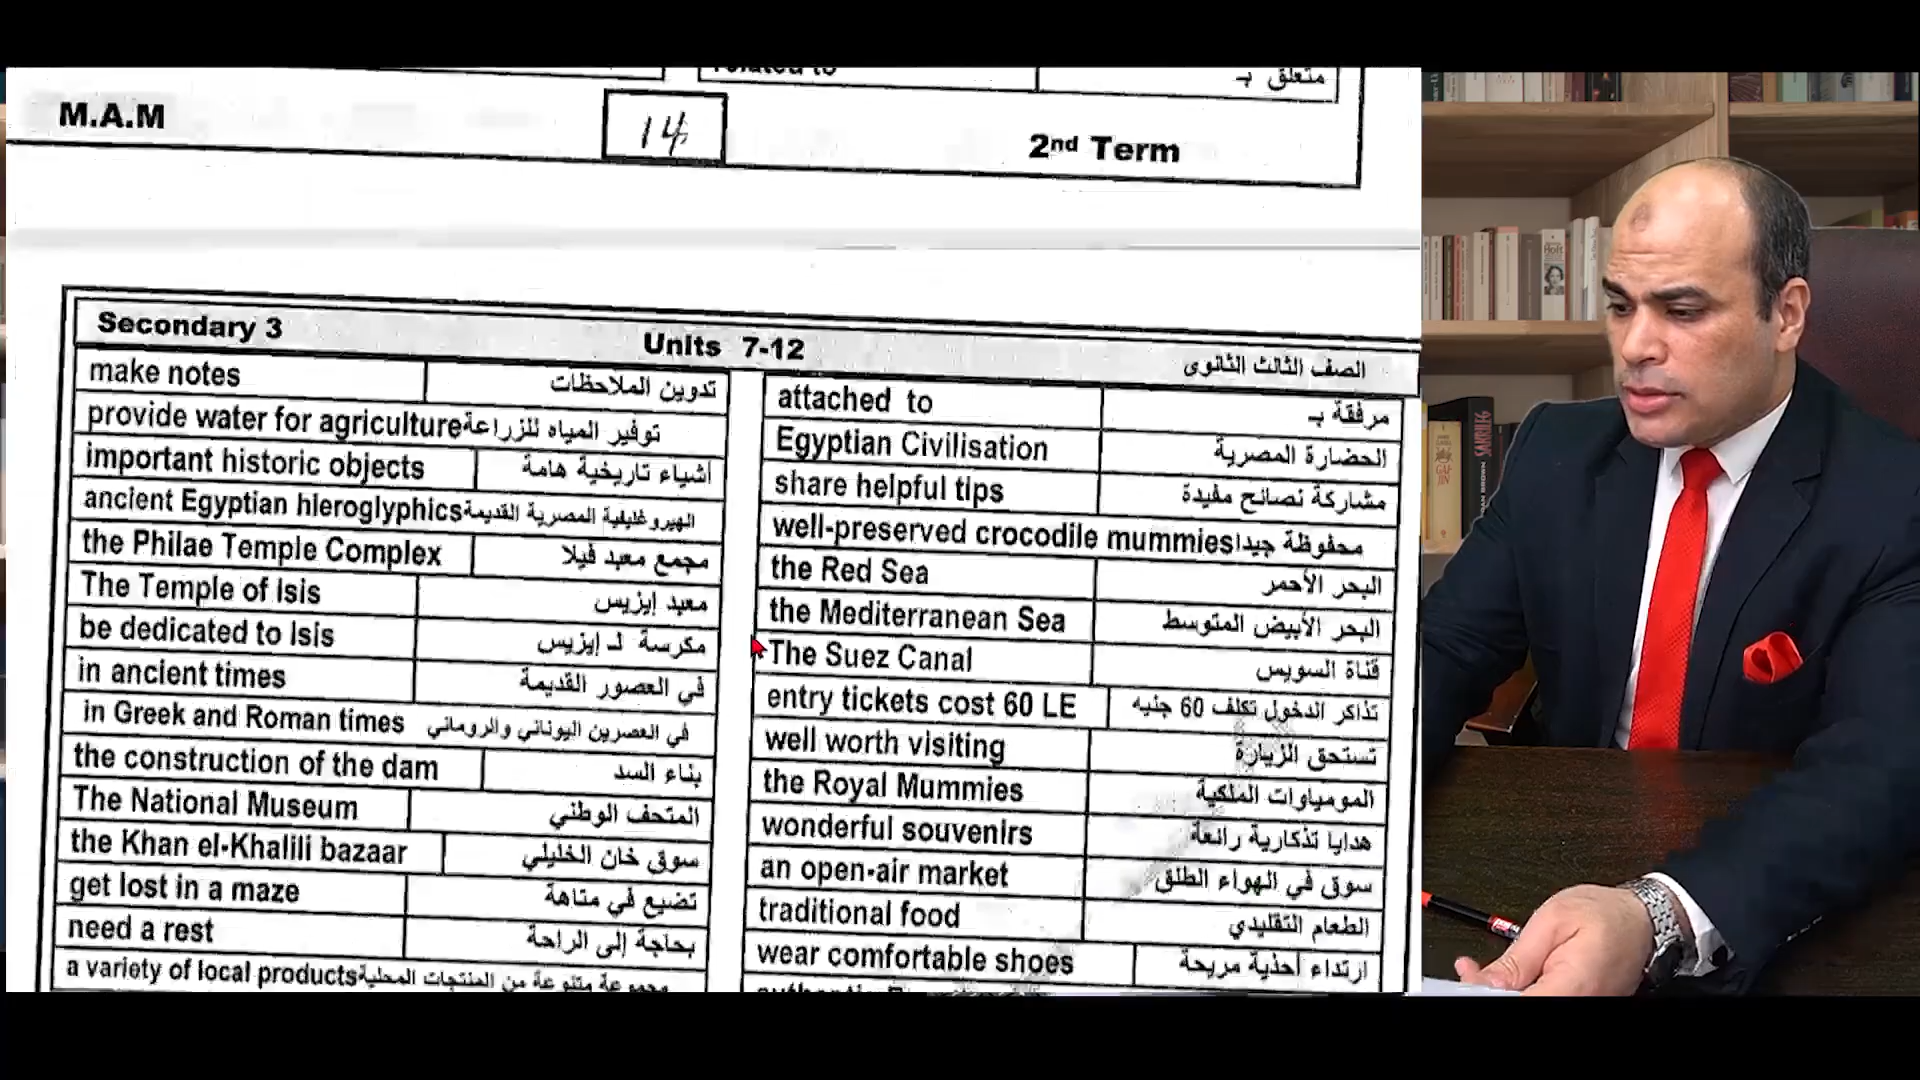 related to متعلق بـ
M.A.M 14 2nd Term
Secondary 3 Units 7-12 الصف الثالث الثانوى
make notes تدوين الملاحظات
provide water for agriculture توفير المياه للزراعة
important historic objects أشياء تاريخية هامة
ancient Egyptian hieroglyphics الهيروغليفية المصرية القديمة
the Philae Temple Complex مجمع معبد فيلا
The Temple of Isis معبد إيزيس
be dedicated to Isis مكرسة لـ إيزيس
in ancient times في العصور القديمة
in Greek and Roman times في العصرين اليوناني والروماني
the construction of the dam بناء السد
The National Museum المتحف الوطني
the Khan el-Khalili bazaar سوق خان الخليلي
get lost in a maze تضيع في متاهة
need a rest بحاجة إلى الراحة
a variety of local products مجموعة متنوعة من المنتجات المحلية
attached to مرفقة بـ
Egyptian Civilisation الحضارة المصرية
share helpful tips مشاركة نصائح مفيدة
well-preserved crocodile mummies محفوظة جيدا
the Red Sea البحر الأحمر
the Mediterranean Sea البحر الأبيض المتوسط
The Suez Canal قناة السويس
entry tickets cost 60 LE تذاكر الدخول تكلف 60 جنيه
well worth visiting تستحق الزيارة
the Royal Mummies المومياوات الملكية
wonderful souvenirs هدايا تذكارية رائعة
an open-air market سوق في الهواء الطلق
traditional food الطعام التقليدي
wear comfortable shoes ارتداء أحذية مريحة